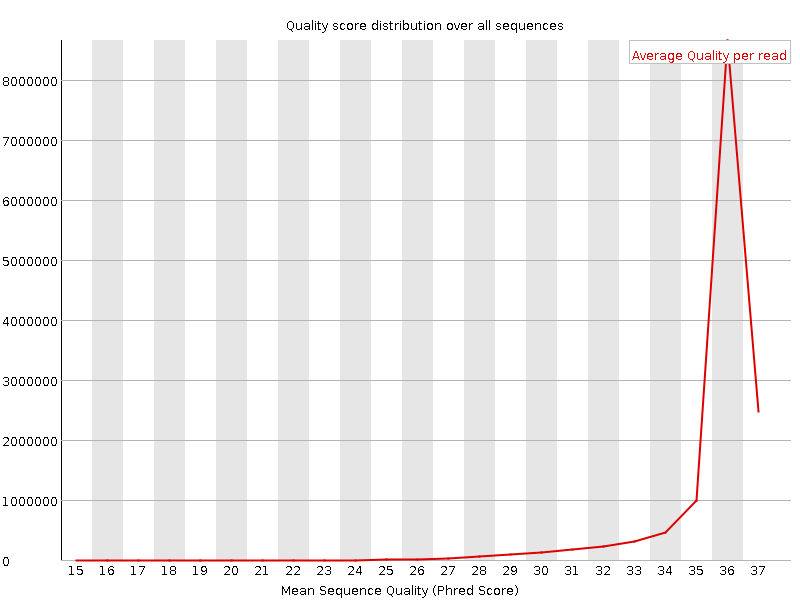 Quality score distribution over all sequences
Average Quality per read
8000000
7000000
6000000
5000000
4000000
3000000
2000000
1000000
0
15 16 17 18 19 20 21 22 23 24 25 26 27 28 29 30 31 32 33 34 35 36 37
Mean Sequence Quality (Phred Score)